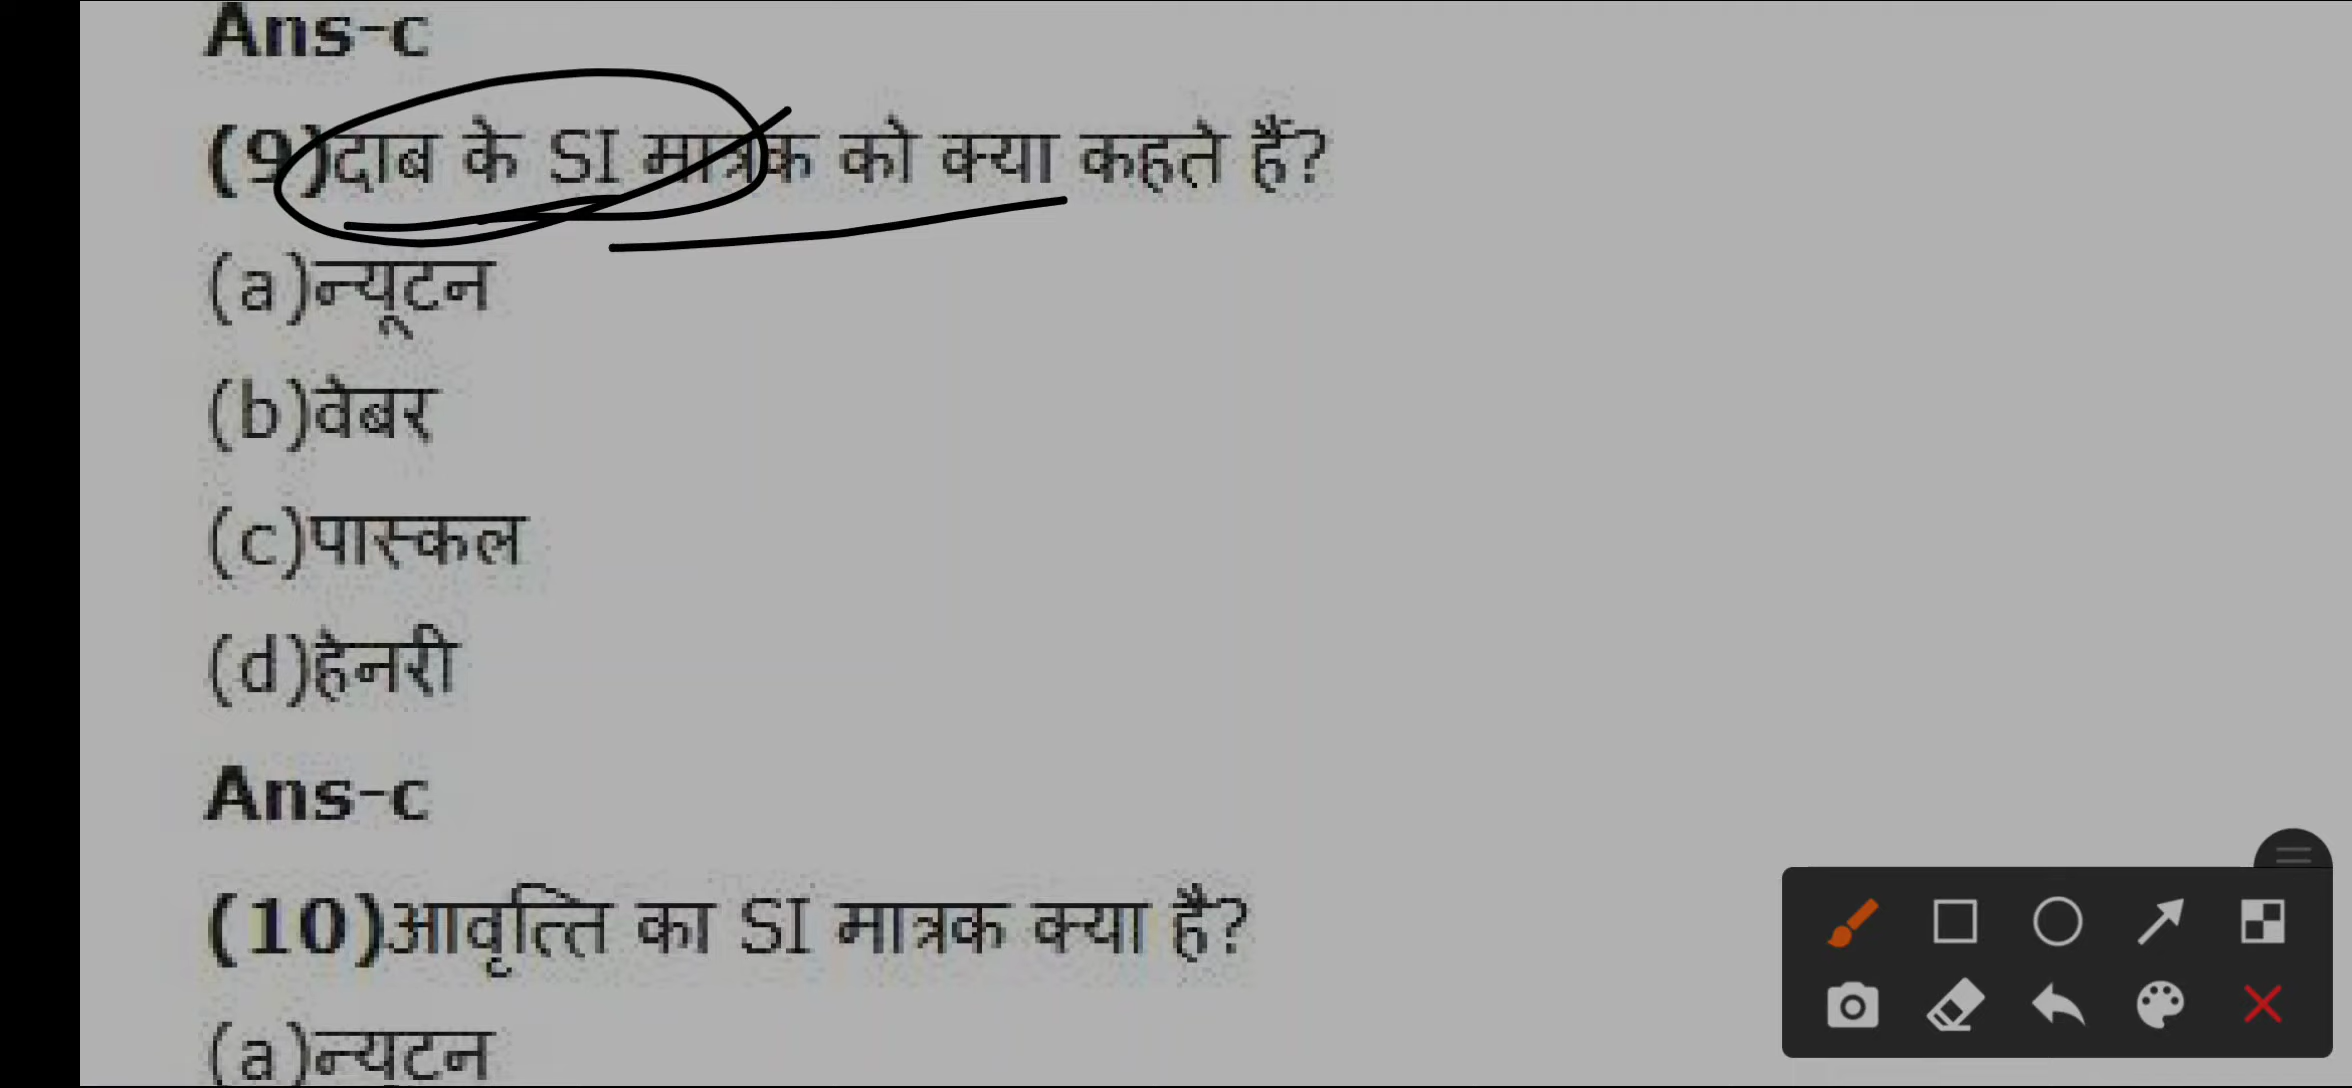 Ans-c
(9)दाब के SI मात्रक को क्या कहते हैं?
(a)न्यूटन
(b)वेबर
(c)पास्कल
(d)हेनरी
Ans-c
(10)आवृत्ति का SI मात्रक क्या है?
(a)न्यूटन